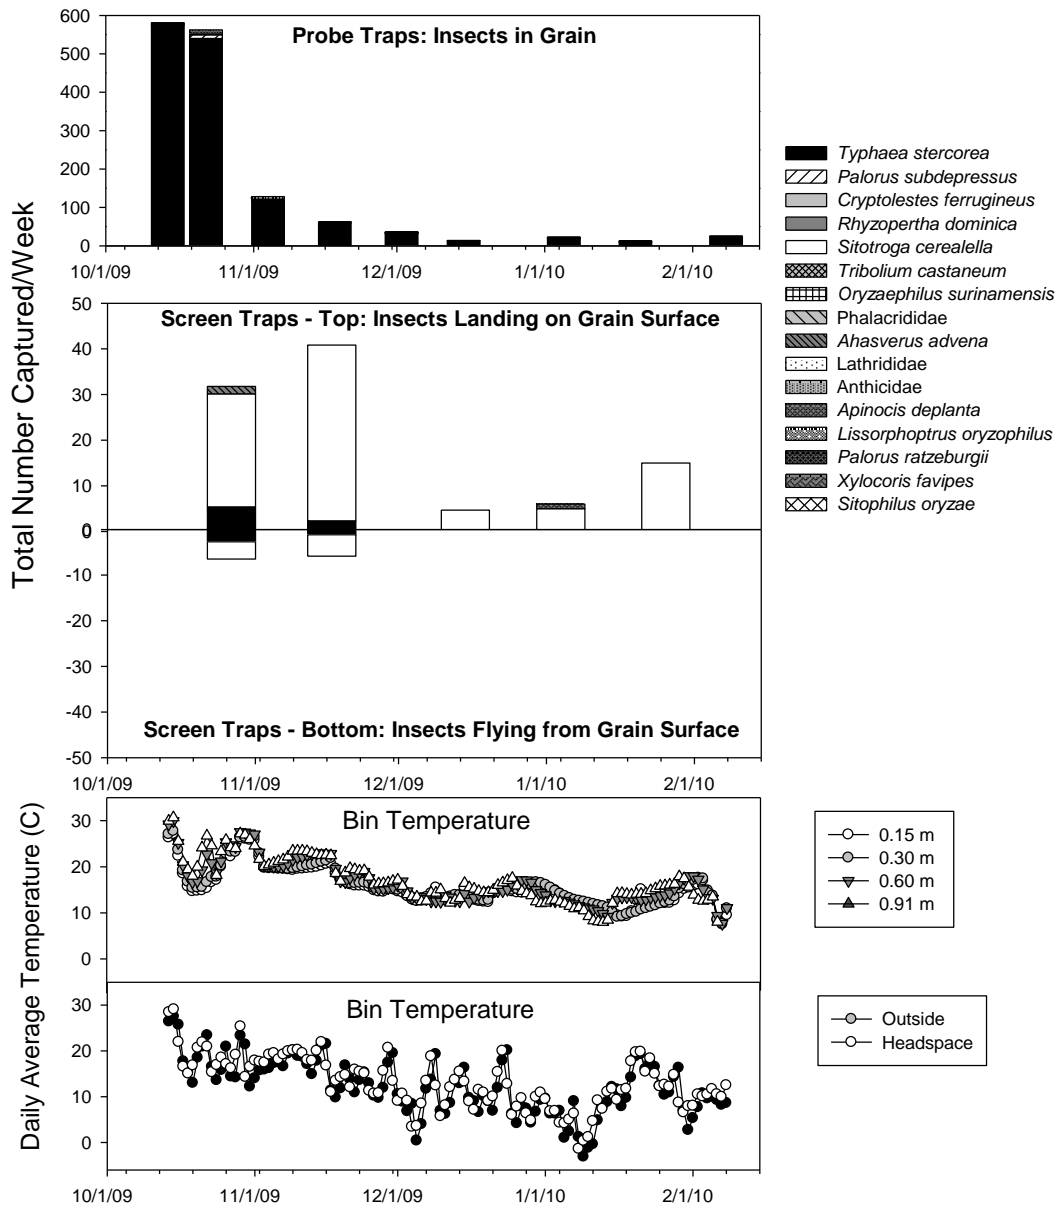 Total Number Captured/Week
Probe Traps: Insects in Grain
600
500
400
300
200
100
0
10/1/09
11/1/09
12/1/09
1/1/10
2/1/10
Typhaea stercorea
Palorus subdepressus
Cryptolestes ferrugineus
Rhyzopertha dominica
Sitotroga cerealella
Tribolium castaneum
Oryzaephilus surinamensis
Phalacrididae
Ahasverus advena
Lathrididae
Anthicidae
Apinocis deplanta
Lissorphoptrus oryzophilus
Palorus ratzeburgii
Xylocoris favipes
Sitophilus oryzae
Screen Traps - Top: Insects Landing on Grain Surface
50
40
30
20
10
0
0
-10
-20
-30
-40
-50
Screen Traps - Bottom: Insects Flying from Grain Surface
10/1/09
11/1/09
12/1/09
1/1/10
2/1/10
Daily Average Temperature (C)
Bin Temperature
30
20
10
0
0.15 m
0.30 m
0.60 m
0.91 m
Bin Temperature
30
20
10
0
Outside
Headspace
10/1/09
11/1/09
12/1/09
1/1/10
2/1/10